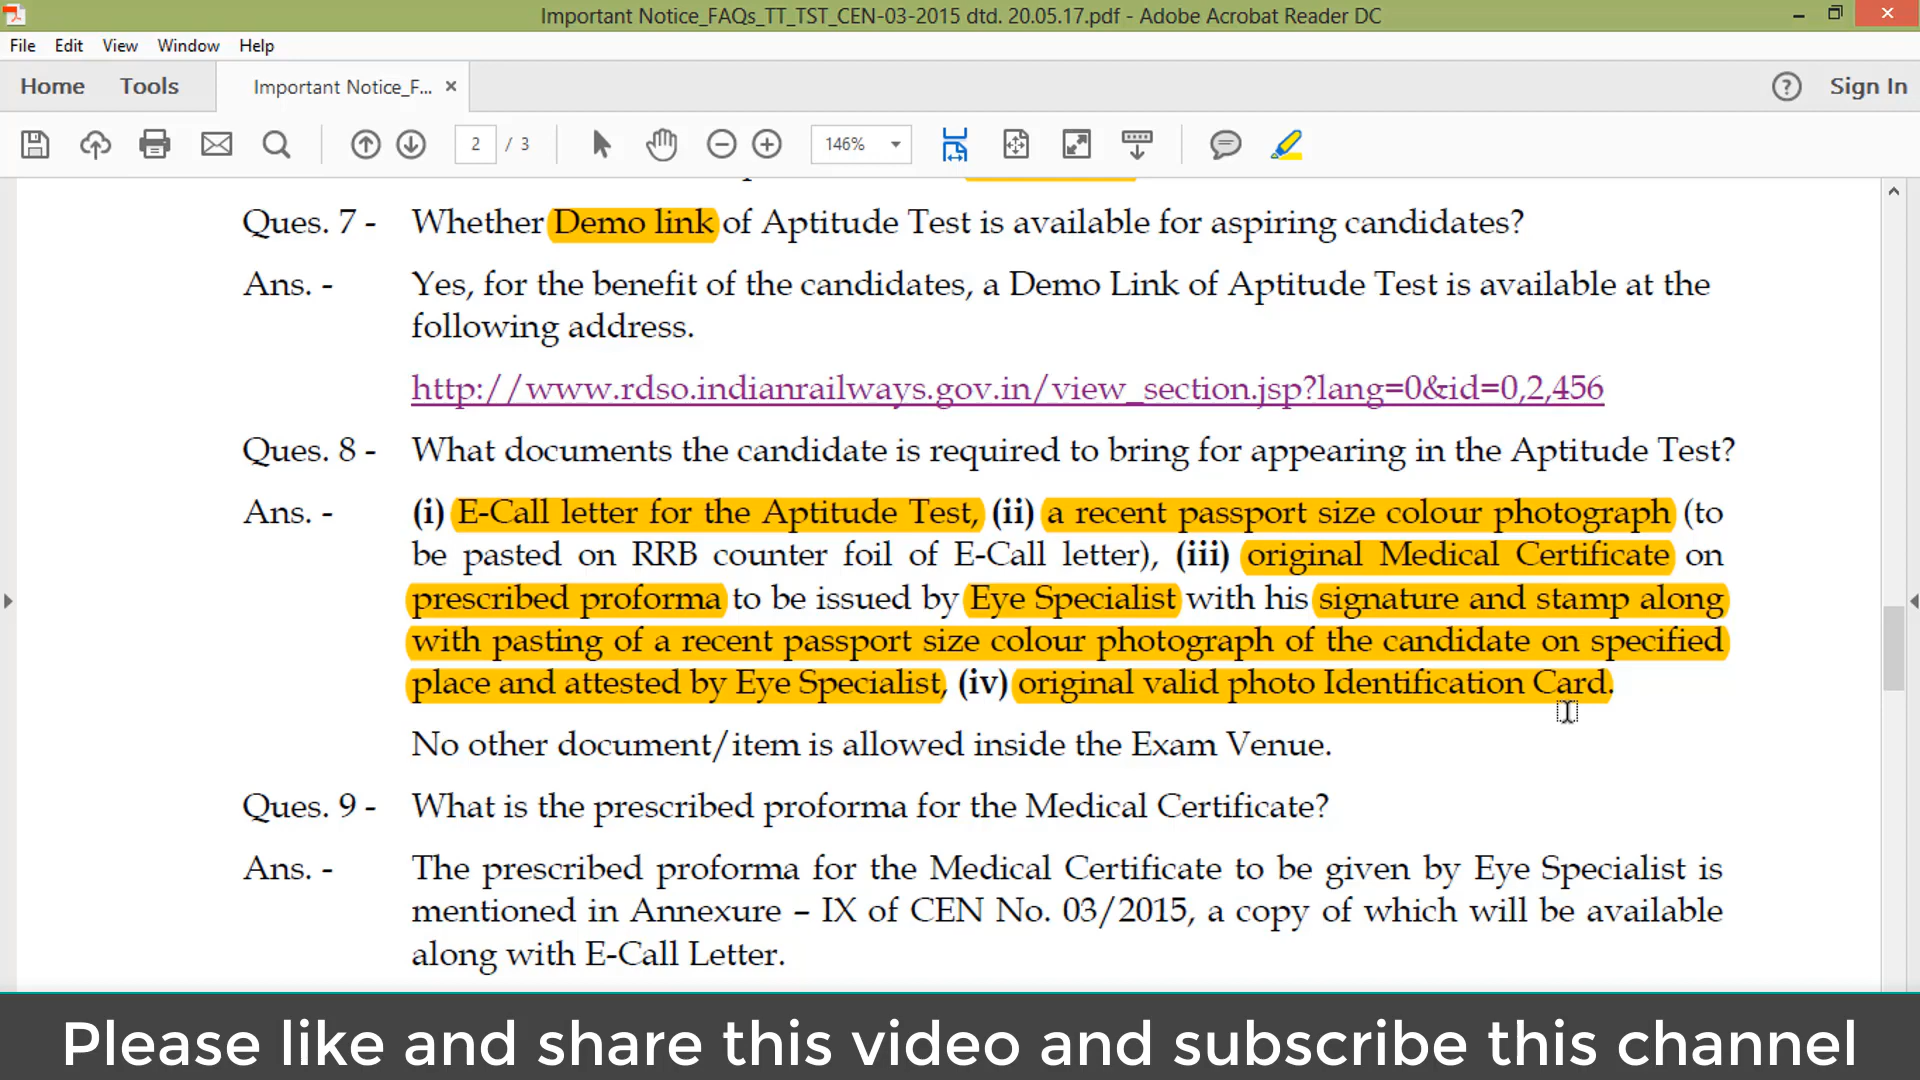 Important Notice_FAQs_TT_TST_CEN-03-2015 dtd. 20.05.17.pdf - Adobe Acrobat Reader DC
File Edit View Window Help
Home Tools Important Notice_F... × ? Sign In
2 / 3 146%
Ques. 7 - Whether Demo link of Aptitude Test is available for aspiring candidates?
Ans. - Yes, for the benefit of the candidates, a Demo Link of Aptitude Test is available at the
following address.
http://www.rdso.indianrailways.gov.in/view_section.jsp?lang=0&id=0,2,456
Ques. 8 - What documents the candidate is required to bring for appearing in the Aptitude Test?
Ans. - (i) E-Call letter for the Aptitude Test, (ii) a recent passport size colour photograph (to
be pasted on RRB counter foil of E-Call letter), (iii) original Medical Certificate on
prescribed proforma to be issued by Eye Specialist with his signature and stamp along
with pasting of a recent passport size colour photograph of the candidate on specified
place and attested by Eye Specialist, (iv) original valid photo Identification Card.
No other document/item is allowed inside the Exam Venue.
Ques. 9 - What is the prescribed proforma for the Medical Certificate?
Ans. - The prescribed proforma for the Medical Certificate to be given by Eye Specialist is
mentioned in Annexure – IX of CEN No. 03/2015, a copy of which will be available
along with E-Call Letter.
Please like and share this video and subscribe this channel